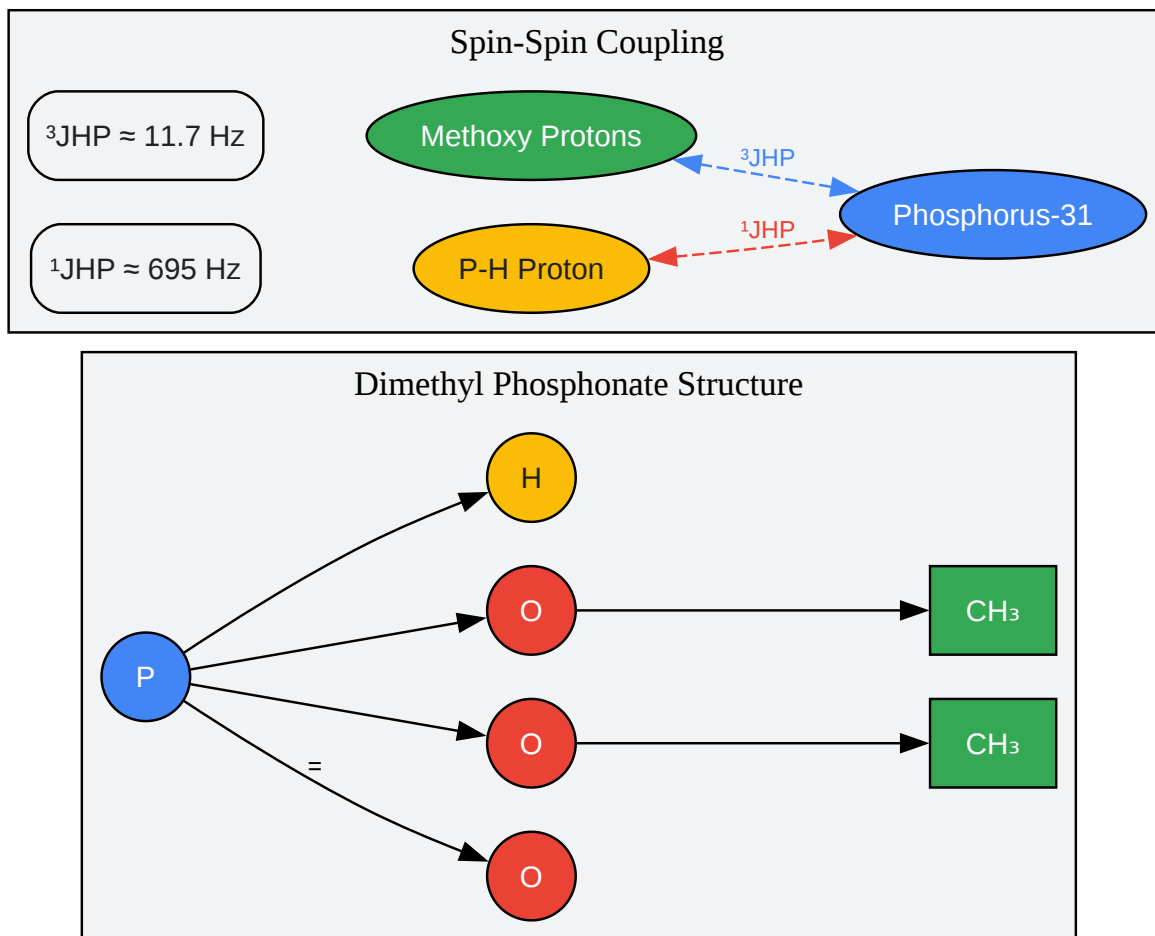 Spin-Spin Coupling
³JHP ≈ 11.7 Hz
Methoxy Protons
³JHP
Phosphorus-31
¹JHP ≈ 695 Hz
P-H Proton
¹JHP
Dimethyl Phosphonate Structure
H
O
CH₃
P
O
CH₃
=
O